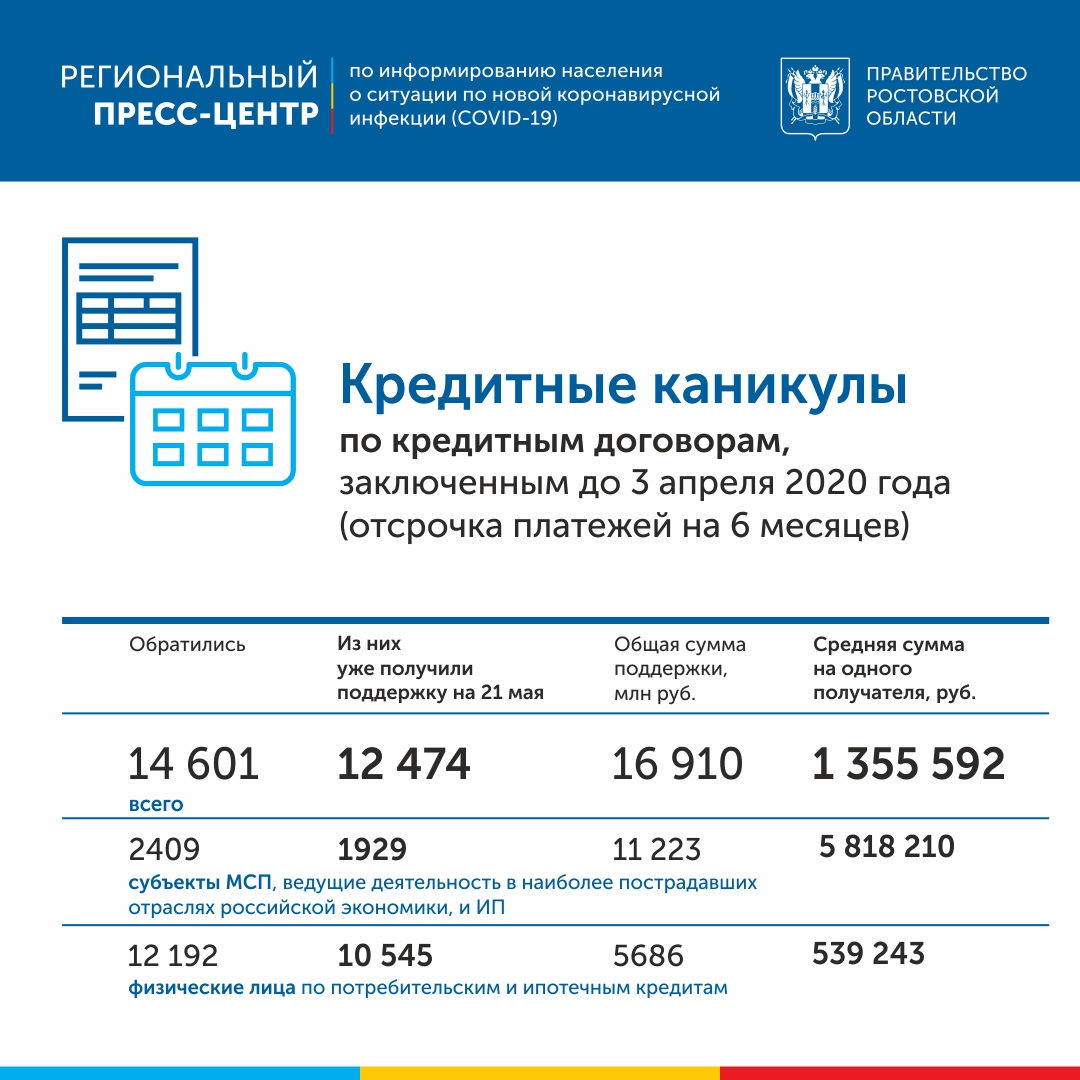 РЕГИОНАЛЬНЫЙ
ПРЕСС-ЦЕНТР
по информированию населения
о ситуации по новой коронавирусной
инфекции (COVID-19)
ПРАВИТЕЛЬСТВО
РОСТОВСКОЙ
ОБЛАСТИ
Кредитные каникулы
по кредитным договорам,
заключенным до 3 апреля 2020 года
(отсрочка платежей на 6 месяцев)
Обратились
Из них
уже получили
поддержку на 21 мая
Общая сумма
поддержки,
млн руб.
Средняя сумма
на одного
получателя, руб.
14 601 12 474 16 910 1 355 592
всего
2409 1929 11 223 5 818 210
субъекты МСП, ведущие деятельность в наиболее пострадавших
отраслях российской экономики, и ИП
12 192 10 545 5686 539 243
физические лица по потребительским и ипотечным кредитам